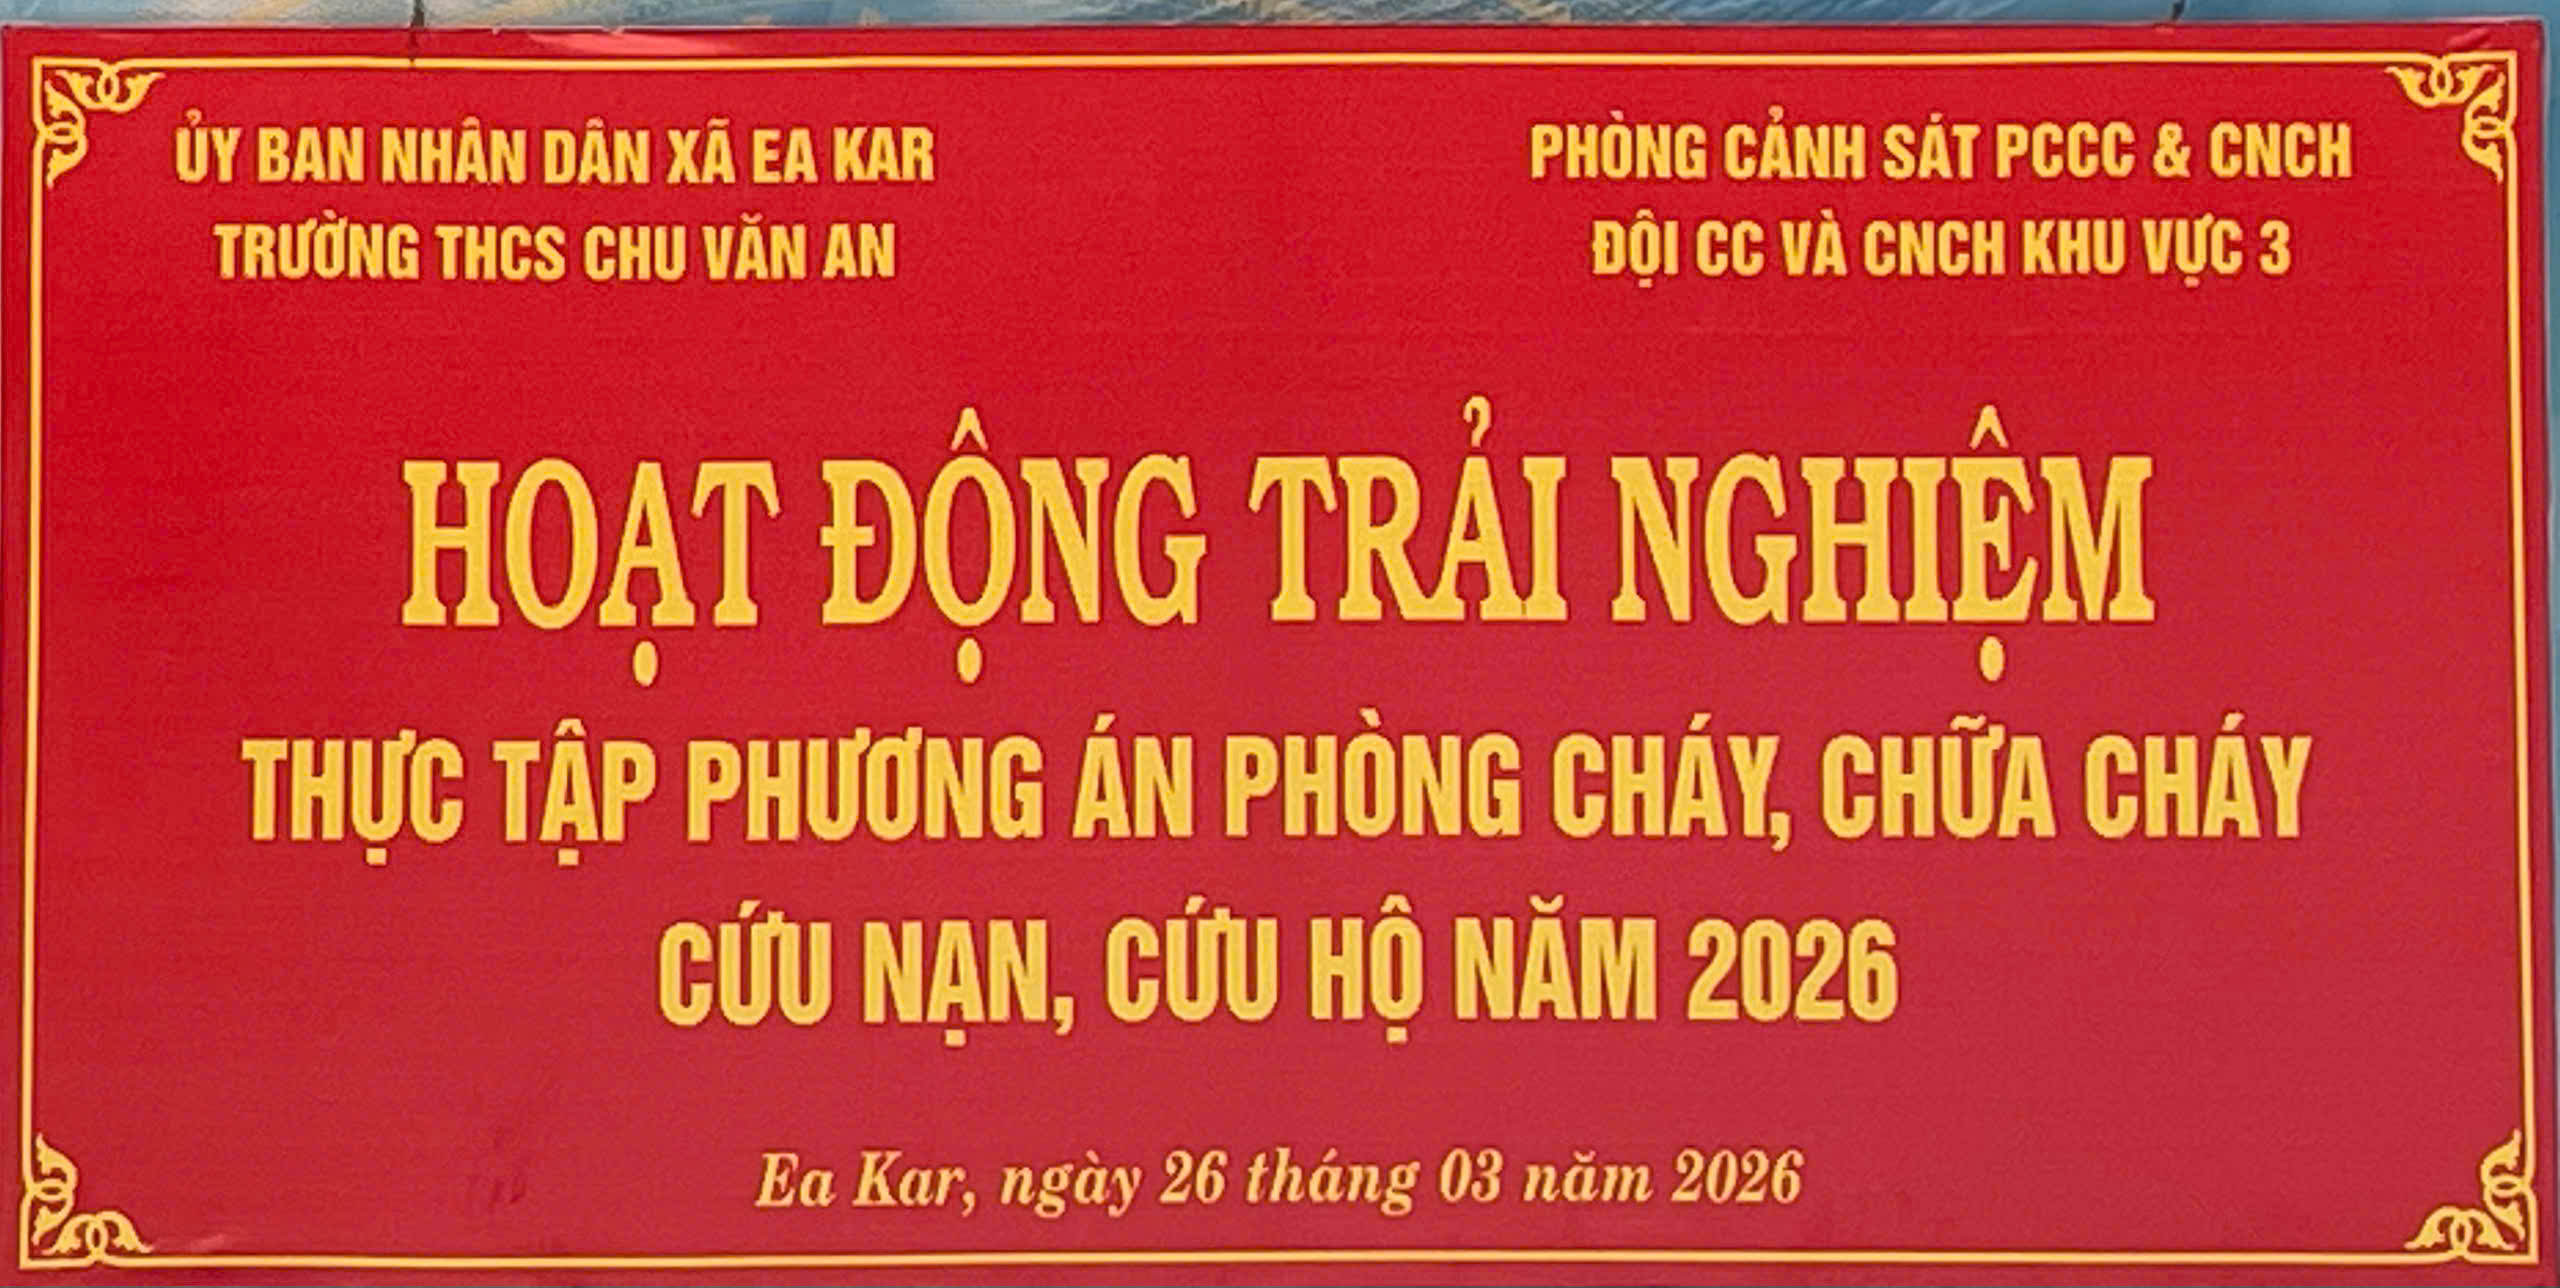 ỦY BAN NHÂN DÂN XÃ EA KAR
TRƯỜNG THCS CHU VĂN AN
PHÒNG CẢNH SÁT PCCC & CNCH
ĐỘI CC VÀ CNCH KHU VỰC 3
HOẠT ĐỘNG TRẢI NGHIỆM
THỰC TẬP PHƯƠNG ÁN PHÒNG CHÁY, CHỮA CHÁY
CỨU NẠN, CỨU HỘ NĂM 2026
Ea Kar, ngày 26 tháng 03 năm 2026